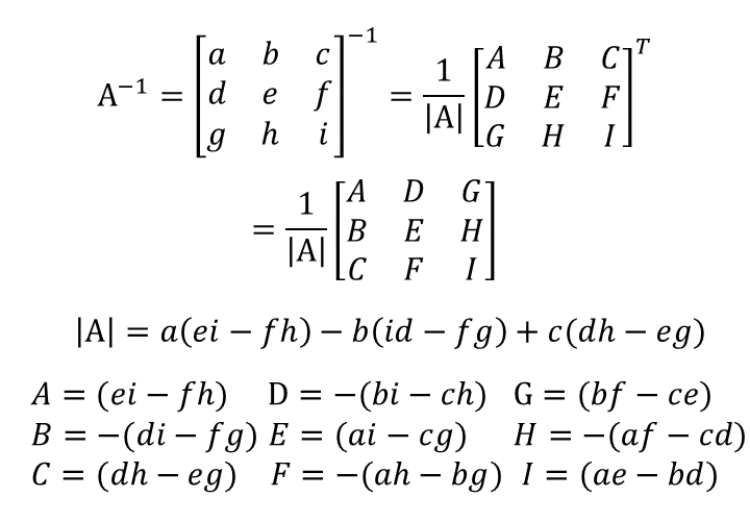 A⁻¹ = [a b c; d e f; g h i]⁻¹ = 1/|A| [A B C; D E F; G H I]ᵀ
= 1/|A| [A D G; B E H; C F I]
|A| = a(ei − fh) − b(id − fg) + c(dh − eg)
A = (ei − fh) D = −(bi − ch) G = (bf − ce)
B = −(di − fg) E = (ai − cg) H = −(af − cd)
C = (dh − eg) F = −(ah − bg) I = (ae − bd)